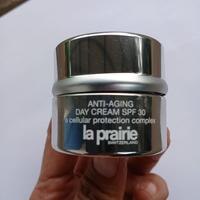 ANTI-AGING
DAY CREAM SPF 30
a cellular protection complex
la prairie
SWITZERLAND